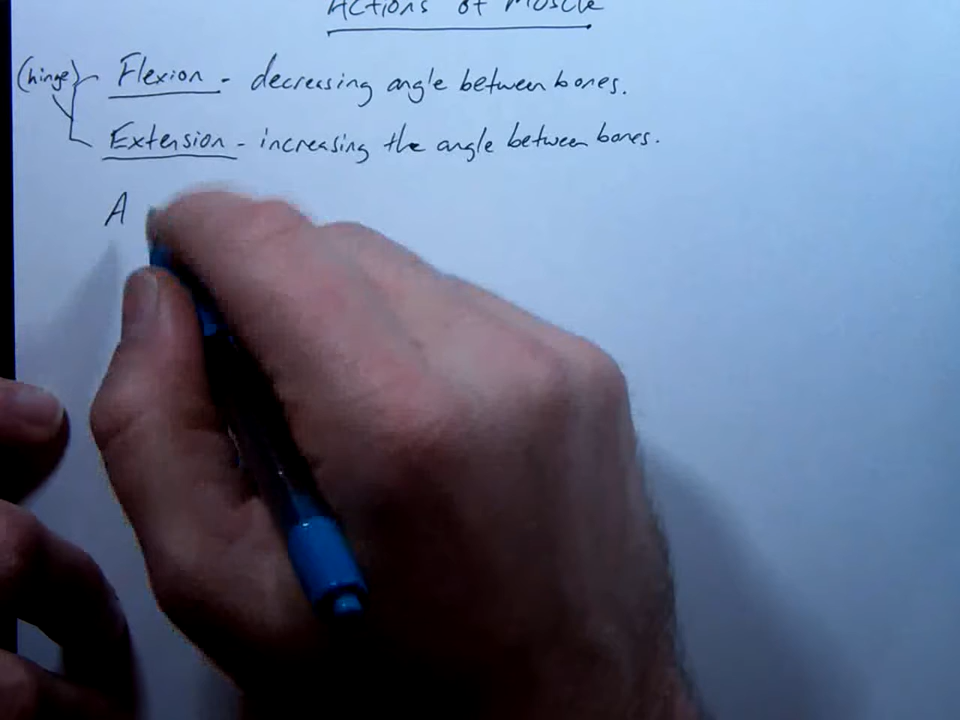 Actions of Muscle
(hinge) Flexion - decreasing angle between bones.
Extension - increasing the angle between bones.
A